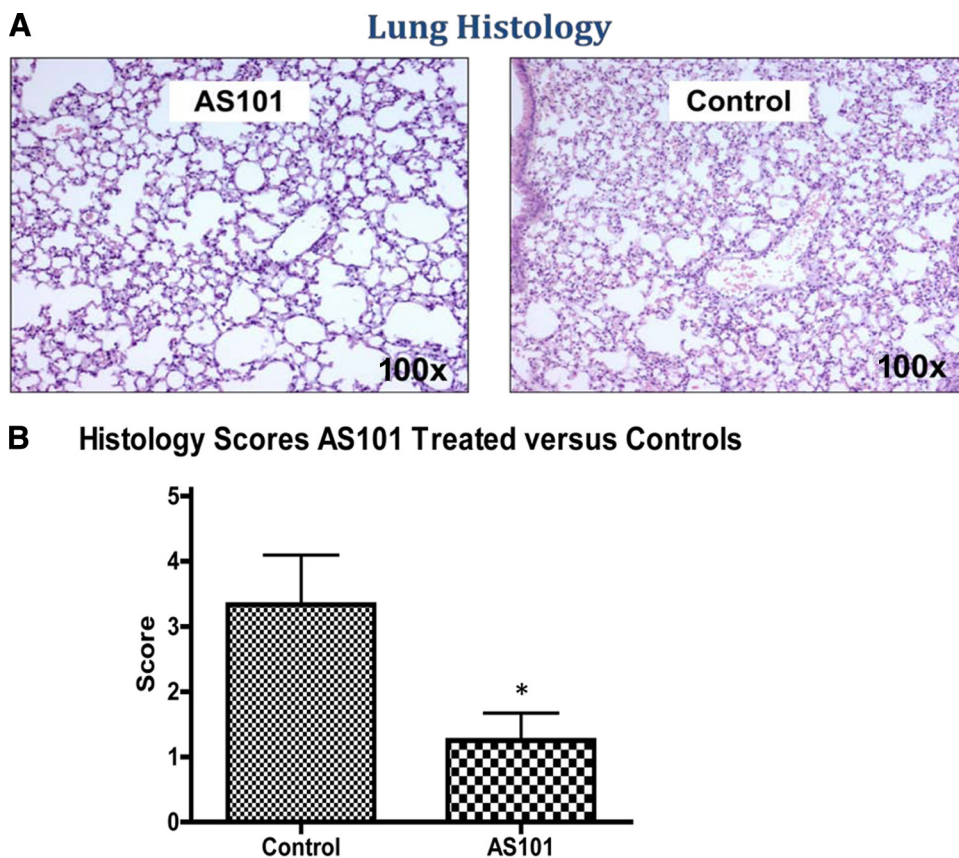 A
Lung Histology
AS101
Control
100x
100x
B
Histology Scores AS101 Treated versus Controls
5
4
3
2
1
0
Score
*
Control
AS101